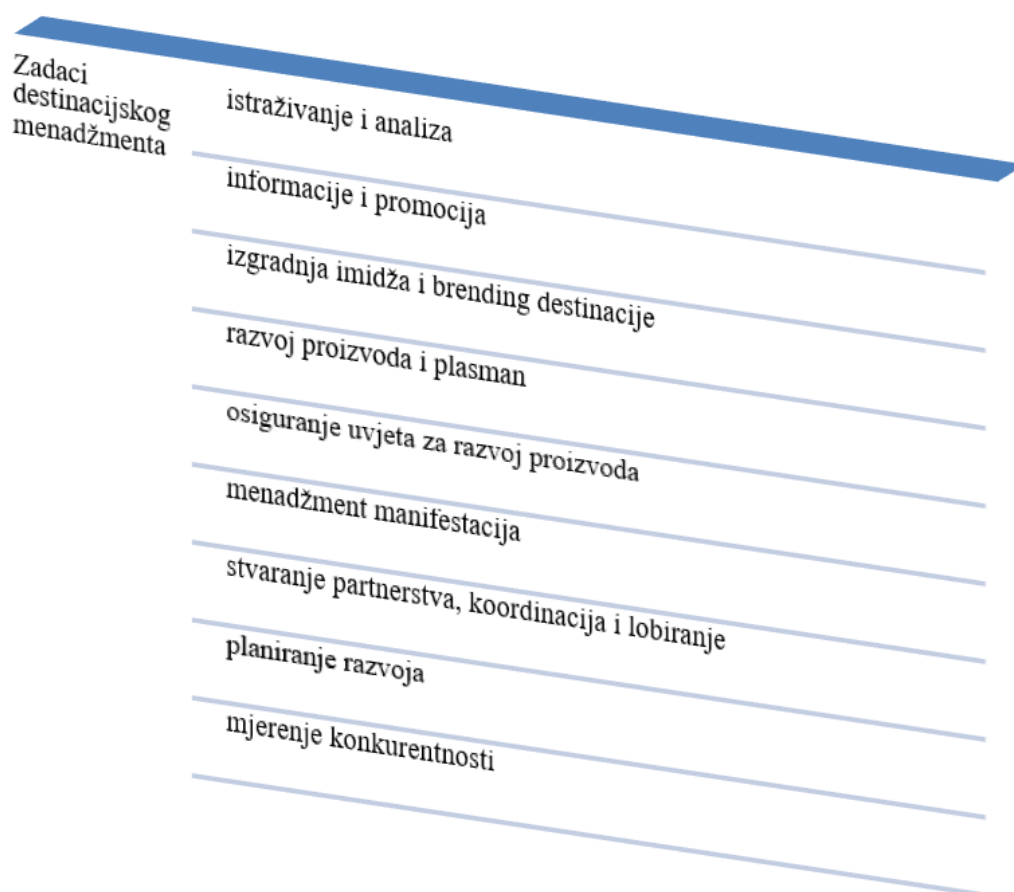 Zadaci
destinacijskog
menadžmenta
istraživanje i analiza
informacije i promocija
izgradnja imidža i brending destinacije
razvoj proizvoda i plasman
osiguranje uvjeta za razvoj proizvoda
menadžment manifestacija
stvaranje partnerstva, koordinacija i lobiranje
planiranje razvoja
mjerenje konkurentnosti